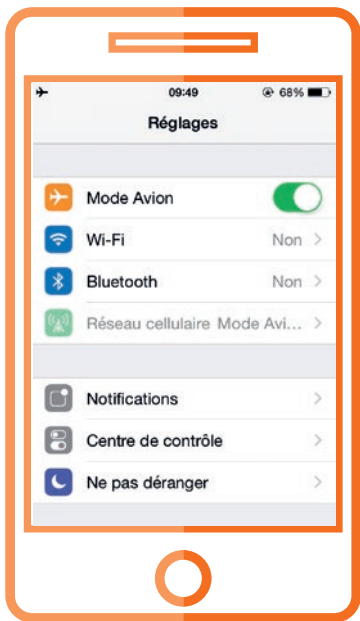 09:49 68%
Réglages
Mode Avion
Wi-Fi Non
Bluetooth Non
Réseau cellulaire Mode Avi...
Notifications
Centre de contrôle
Ne pas déranger